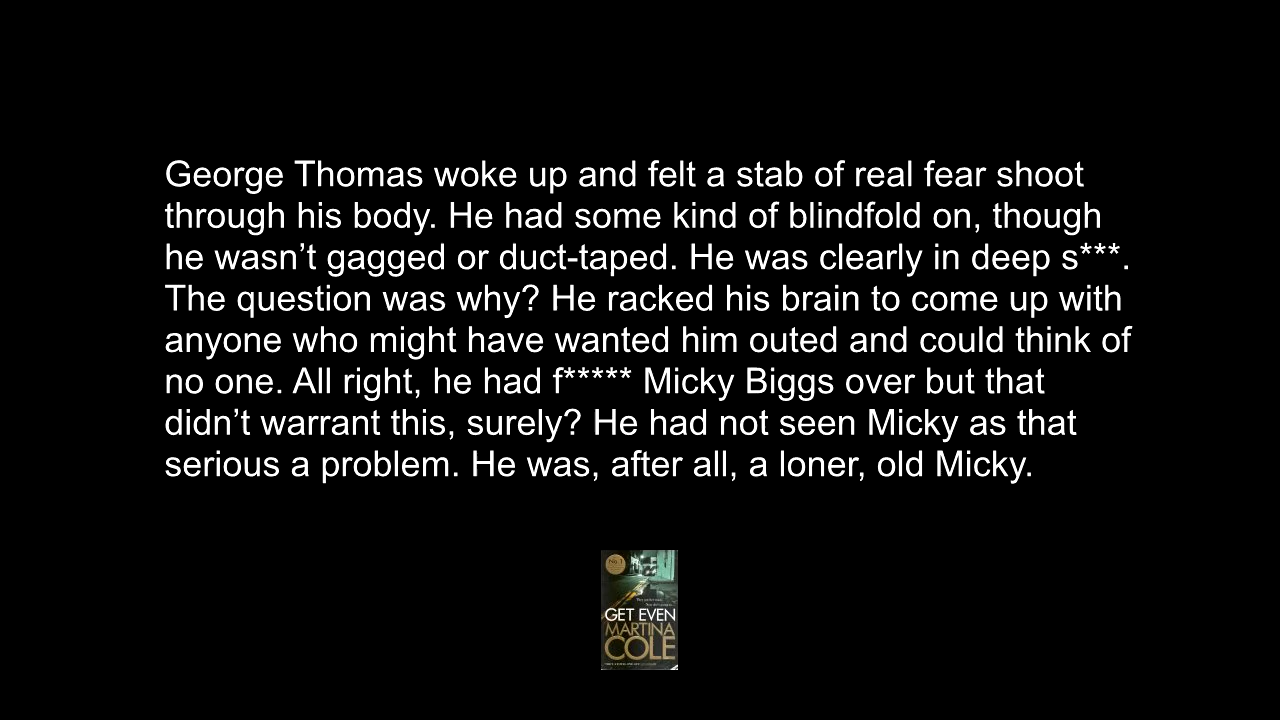 George Thomas woke up and felt a stab of real fear shoot
through his body. He had some kind of blindfold on, though
he wasn’t gagged or duct-taped. He was clearly in deep s***.
The question was why? He racked his brain to come up with
anyone who might have wanted him outed and could think of
no one. All right, he had f***** Micky Biggs over but that
didn’t warrant this, surely? He had not seen Micky as that
serious a problem. He was, after all, a loner, old Micky.
No 1
GET EVEN
MARTINA
COLE